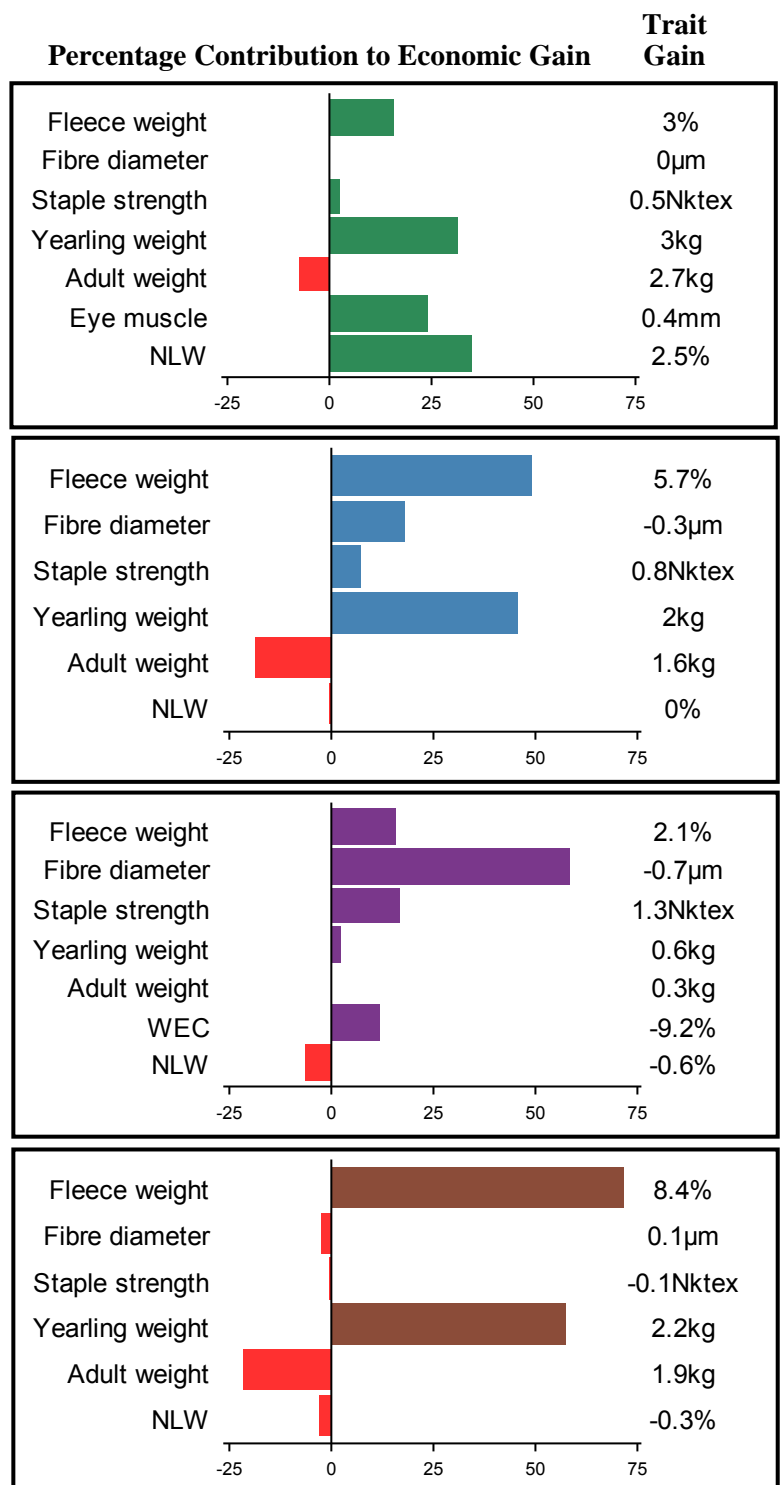 Trait
Percentage Contribution to Economic Gain Gain
Fleece weight 3%
Fibre diameter 0µm
Staple strength 0.5Nktex
Yearling weight 3kg
Adult weight 2.7kg
Eye muscle 0.4mm
NLW 2.5%
-25 0 25 50 75
Fleece weight 5.7%
Fibre diameter -0.3µm
Staple strength 0.8Nktex
Yearling weight 2kg
Adult weight 1.6kg
NLW 0%
-25 0 25 50 75
Fleece weight 2.1%
Fibre diameter -0.7µm
Staple strength 1.3Nktex
Yearling weight 0.6kg
Adult weight 0.3kg
WEC -9.2%
NLW -0.6%
-25 0 25 50 75
Fleece weight 8.4%
Fibre diameter 0.1µm
Staple strength -0.1Nktex
Yearling weight 2.2kg
Adult weight 1.9kg
NLW -0.3%
-25 0 25 50 75